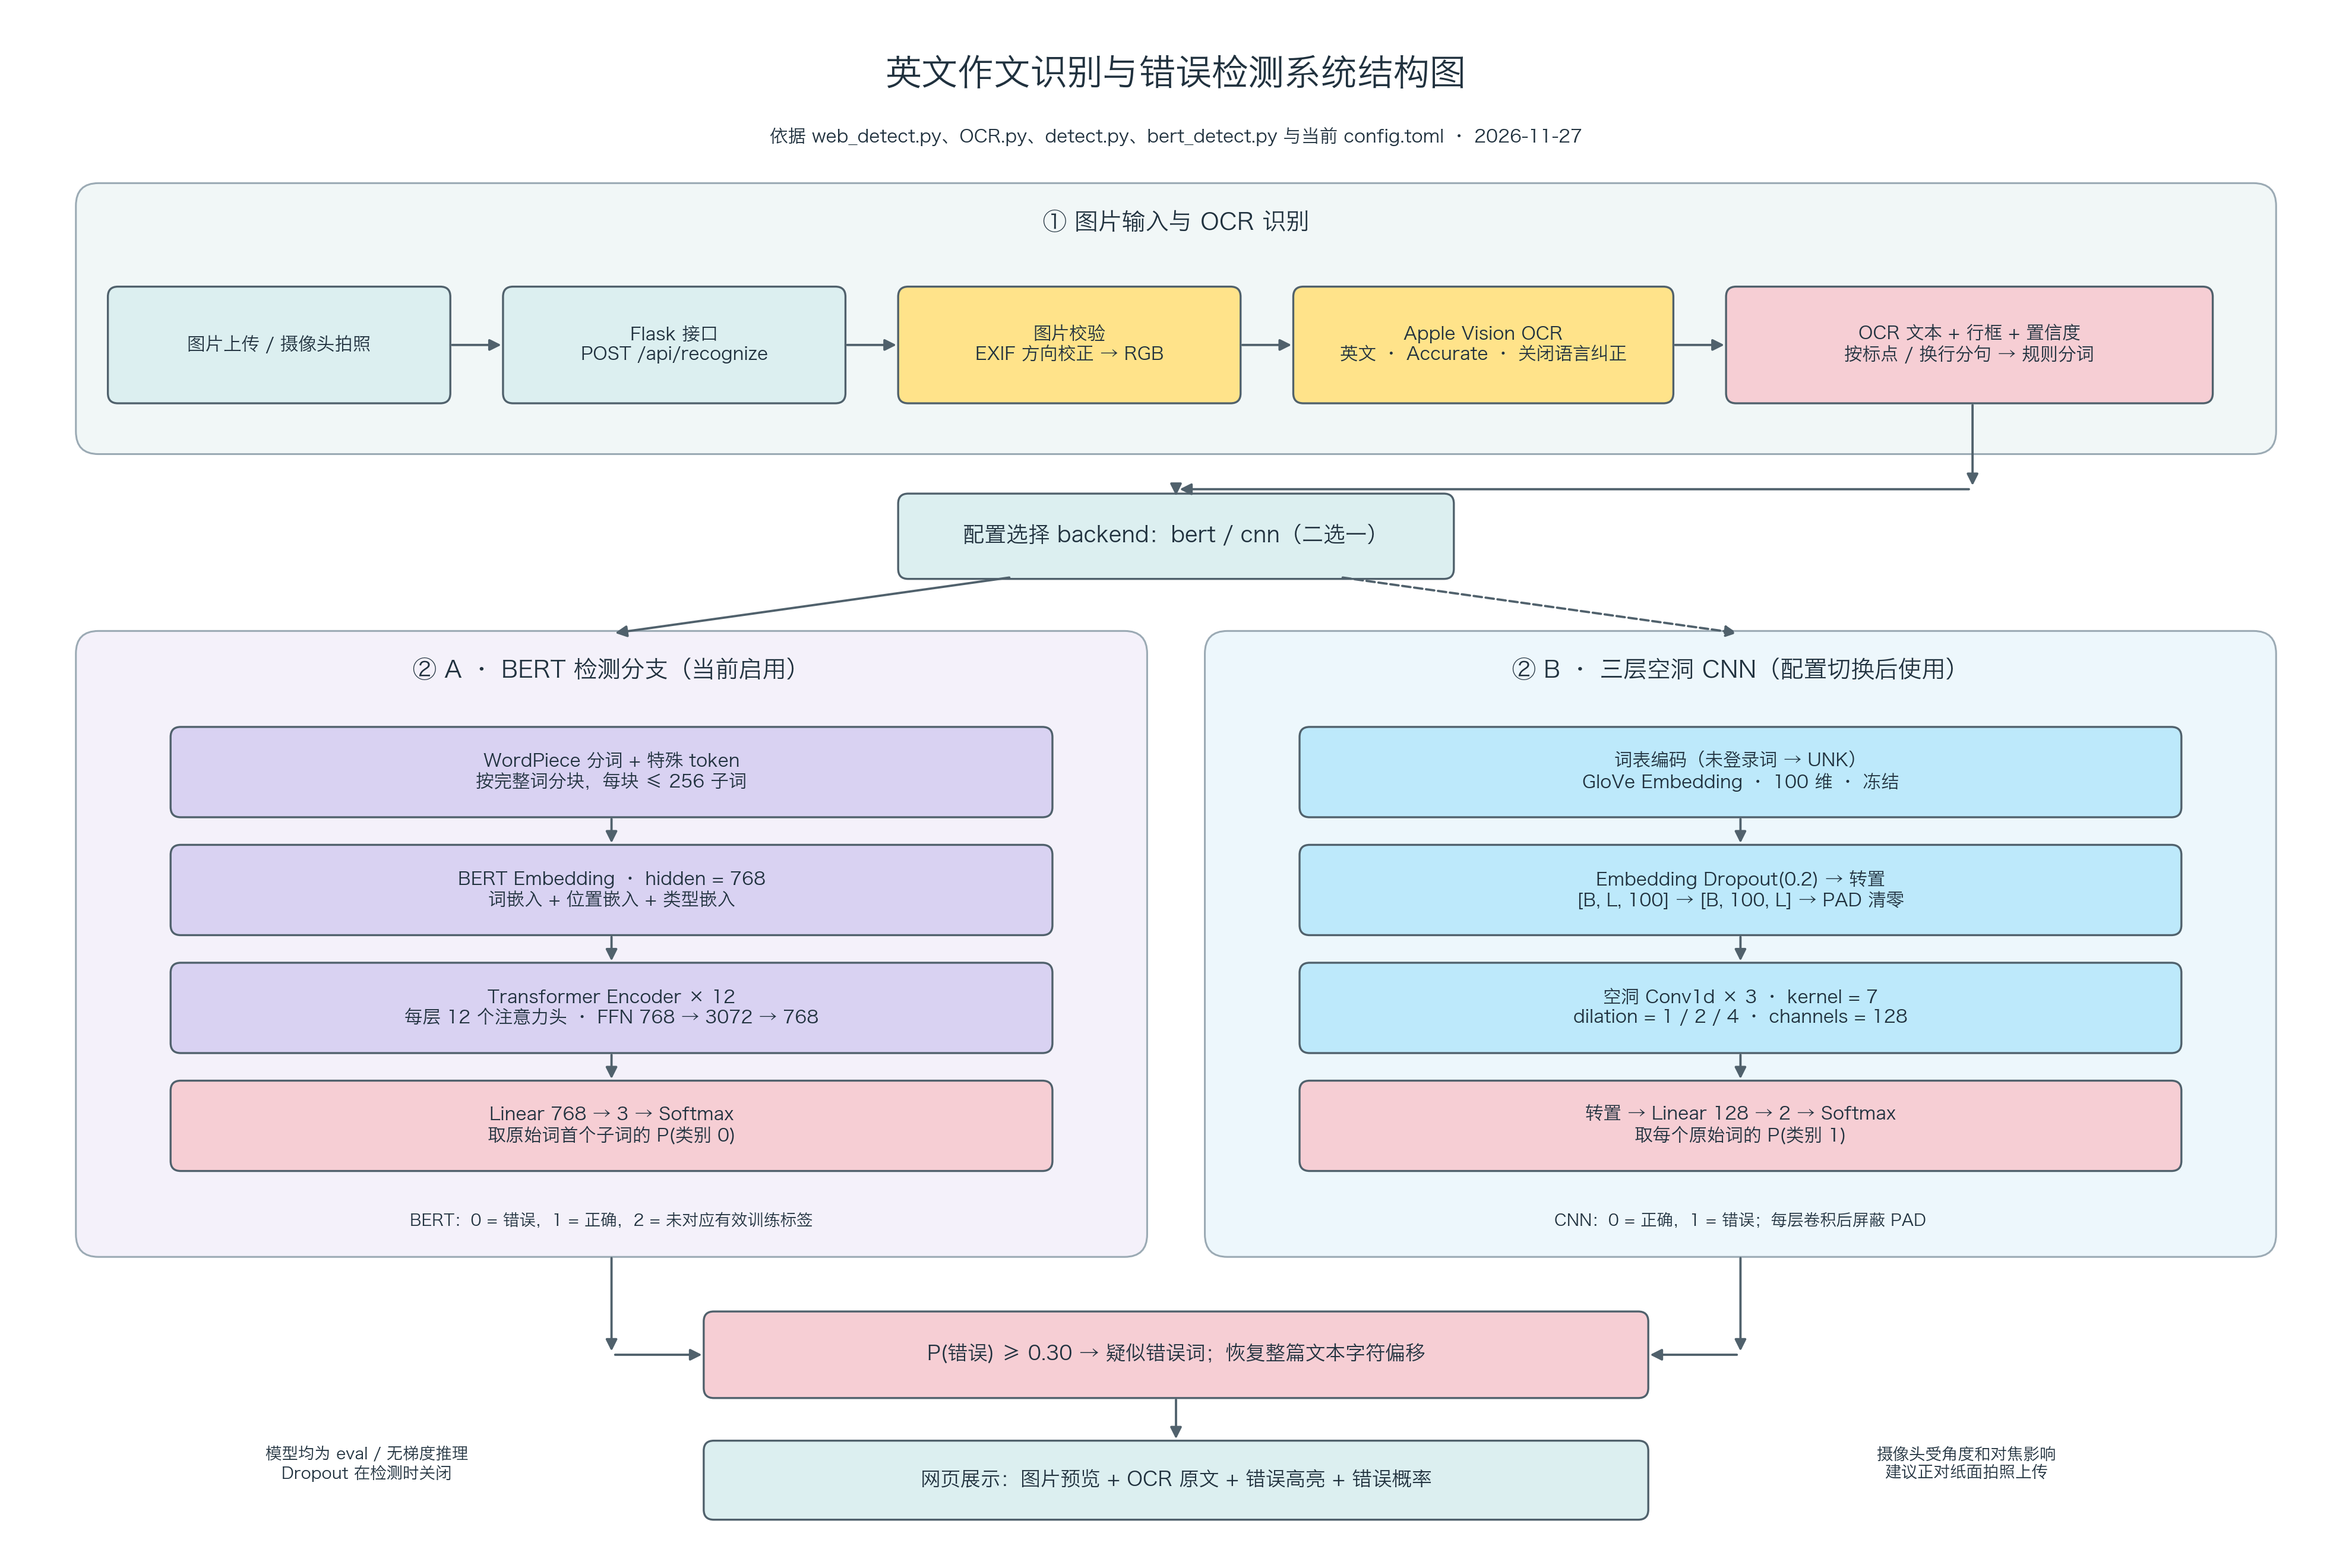 英文作文识别与错误检测系统结构图
依据 web_detect.py、OCR.py、detect.py、bert_detect.py 与当前 config.toml · 2026-11-27
① 图片输入与 OCR 识别
图片上传 / 摄像头拍照
Flask 接口
POST /api/recognize
图片校验
EXIF 方向校正 → RGB
Apple Vision OCR
英文 · Accurate · 关闭语言纠正
OCR 文本 + 行框 + 置信度
按标点 / 换行分句 → 规则分词
配置选择 backend：bert / cnn（二选一）
② A · BERT 检测分支（当前启用）
WordPiece 分词 + 特殊 token
按完整词分块，每块 ≤ 256 子词
BERT Embedding · hidden = 768
词嵌入 + 位置嵌入 + 类型嵌入
Transformer Encoder × 12
每层 12 个注意力头 · FFN 768 → 3072 → 768
Linear 768 → 3 → Softmax
取原始词首个子词的 P(类别 0)
BERT：0 = 错误，1 = 正确，2 = 未对应有效训练标签
② B · 三层空洞 CNN（配置切换后使用）
词表编码（未登录词 → UNK）
GloVe Embedding · 100 维 · 冻结
Embedding Dropout(0.2) → 转置
[B, L, 100] → [B, 100, L] → PAD 清零
空洞 Conv1d × 3 · kernel = 7
dilation = 1 / 2 / 4 · channels = 128
转置 → Linear 128 → 2 → Softmax
取每个原始词的 P(类别 1)
CNN：0 = 正确，1 = 错误；每层卷积后屏蔽 PAD
P(错误) ≥ 0.30 → 疑似错误词；恢复整篇文本字符偏移
模型均为 eval / 无梯度推理
Dropout 在检测时关闭
网页展示：图片预览 + OCR 原文 + 错误高亮 + 错误概率
摄像头受角度和对焦影响
建议正对纸面拍照上传